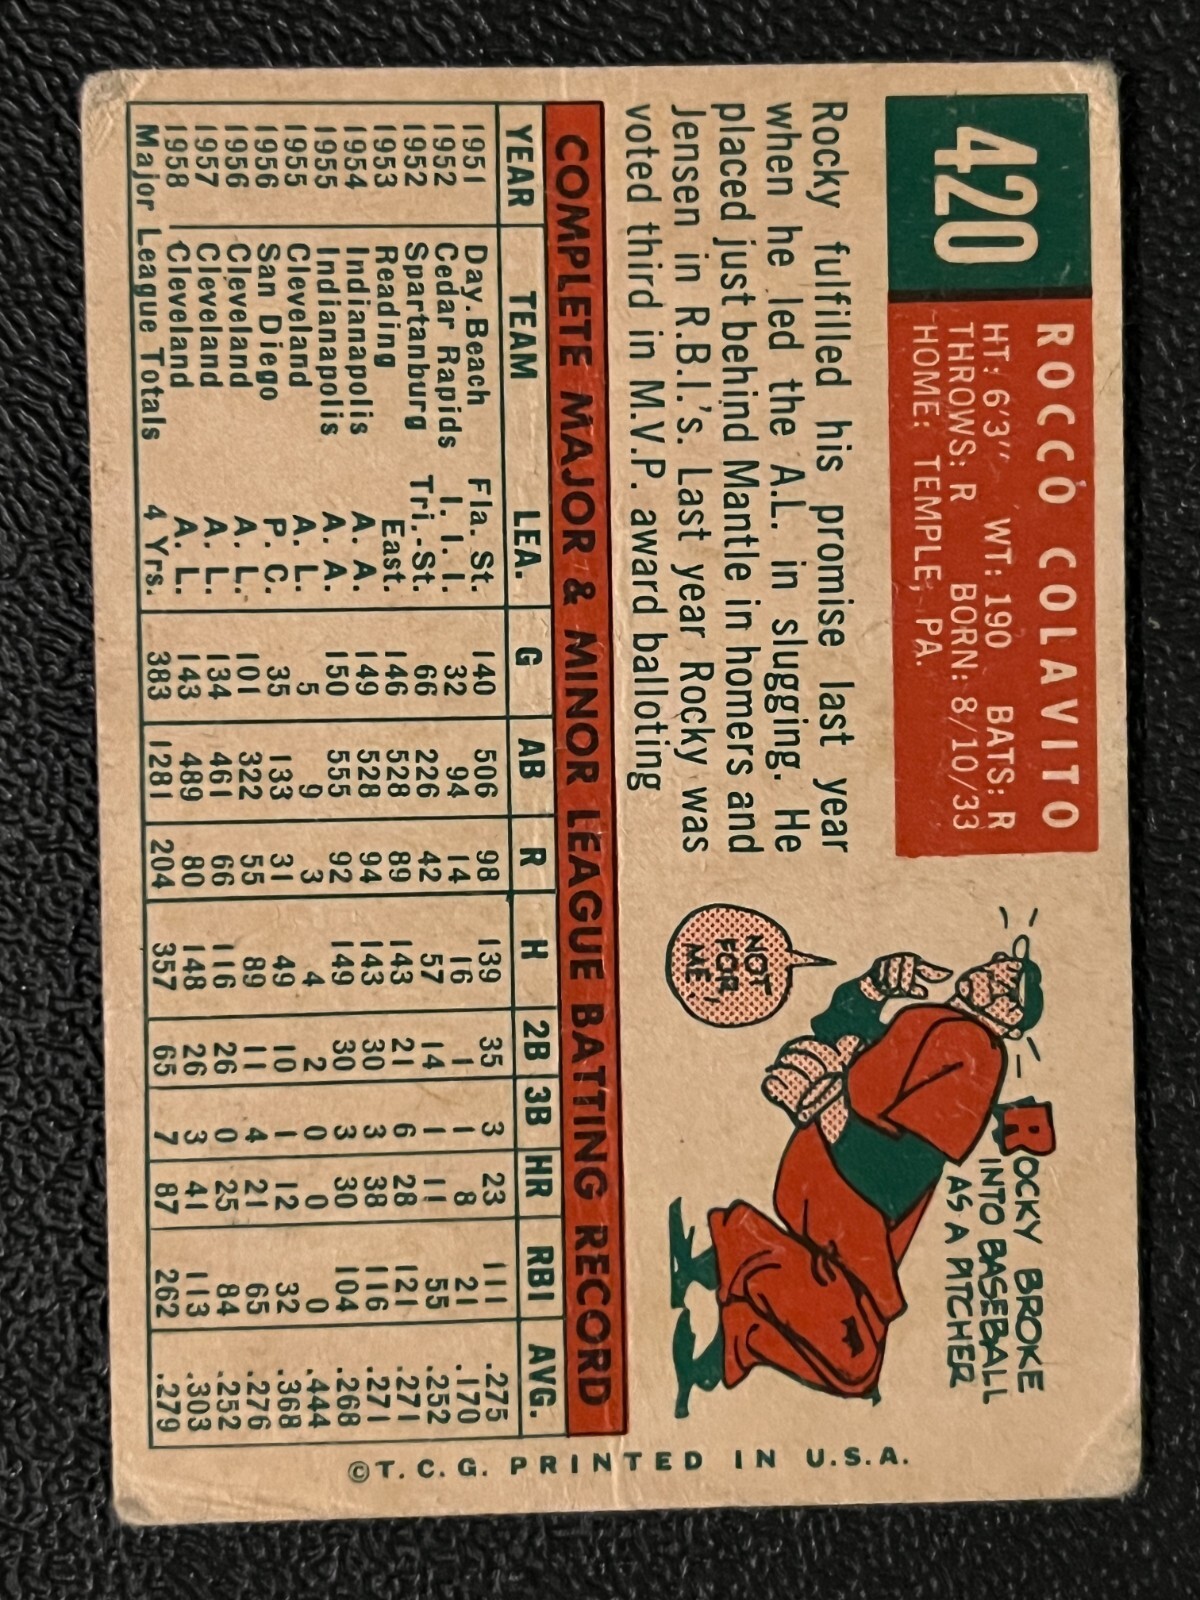 420
ROCCO COLAVITO
HT: 6'3" WT: 190 BATS: R
THROWS: R BORN: 8/10/33
HOME: TEMPLE, PA.
Rocky fulfilled his promise last year
when he led the A.L. in slugging. He
placed just behind Mantle in homers and
Jensen in R.B.I.'s. Last year Rocky was
voted third in M.V.P. award balloting
ROCKY BROKE
INTO BASEBALL
AS A PITCHER
NOT
FOR
ME!
COMPLETE MAJOR & MINOR LEAGUE BATTING RECORD
YEAR TEAM LEA. G AB R H 2B 3B HR RBI AVG.
1951 Day. Beach Fla. St. 140 506 98 139 35 3 23 111 .275
1952 Cedar Rapids I. I. I. 32 94 14 16 1 1 8 21 .170
1952 Spartanburg Tri.-St. 66 226 42 57 14 1 11 55 .252
1953 Reading East. 146 528 89 143 21 6 28 121 .271
1954 Indianapolis A. A. 149 528 94 143 30 3 38 116 .271
1955 Indianapolis A. A. 150 555 92 149 30 3 30 104 .268
1955 Cleveland A. L. 5 9 3 4 2 0 0 0 .444
1956 San Diego P. C. 35 133 31 49 10 1 12 32 .368
1956 Cleveland A. L. 101 322 55 89 11 4 21 65 .276
1957 Cleveland A. L. 134 461 66 116 26 0 25 84 .252
1958 Cleveland A. L. 143 489 80 148 26 3 41 113 .303
Major League Totals 4 Yrs. 383 1281 204 357 65 7 87 262 .279
©T. C. G. PRINTED IN U.S.A.